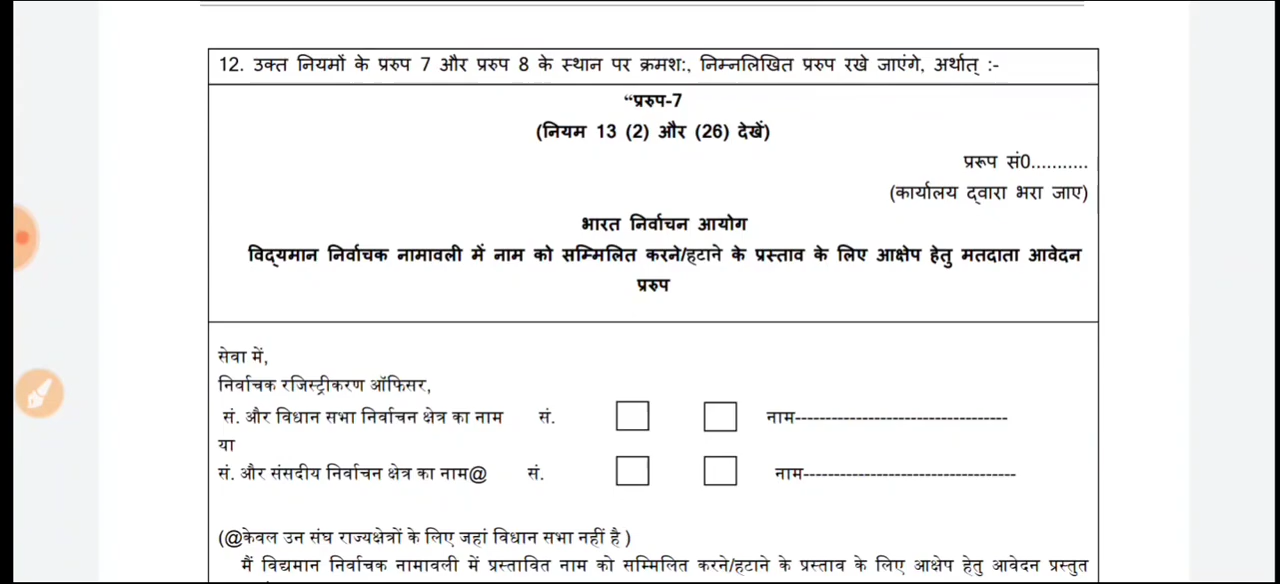 12. उक्त नियमों के प्ररुप 7 और प्ररुप 8 के स्थान पर क्रमश:, निम्नलिखित प्ररुप रखे जाएंगे, अर्थात् :-
“प्ररुप-7
(नियम 13 (2) और (26) देखें)
प्ररूप सं0...........
(कार्यालय द्वारा भरा जाए)
भारत निर्वाचन आयोग
विद्यमान निर्वाचक नामावली में नाम को सम्मिलित करने/हटाने के प्रस्ताव के लिए आक्षेप हेतु मतदाता आवेदन
प्ररुप
सेवा में,
निर्वाचक रजिस्ट्रीकरण ऑफिसर,
सं. और विधान सभा निर्वाचन क्षेत्र का नाम सं. नाम-----------------------------------
या
सं. और संसदीय निर्वाचन क्षेत्र का नाम@ सं. नाम-----------------------------------
(@केवल उन संघ राज्यक्षेत्रों के लिए जहां विधान सभा नहीं है )
मैं विद्यमान निर्वाचक नामावली में प्रस्तावित नाम को सम्मिलित करने/हटाने के प्रस्ताव के लिए आक्षेप हेतु आवेदन प्रस्तुत